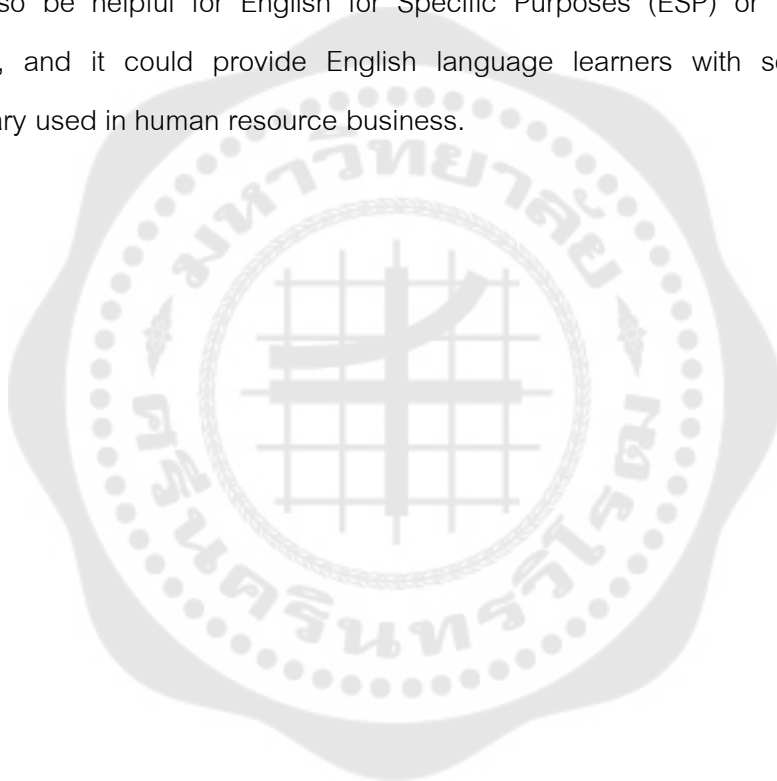 so be helpful for English for Specific Purposes (ESP) or
, and it could provide English language learners with
ary used in human resource business.
มหาวิทยาลัย
ศรีนครินทรวิโรฒ